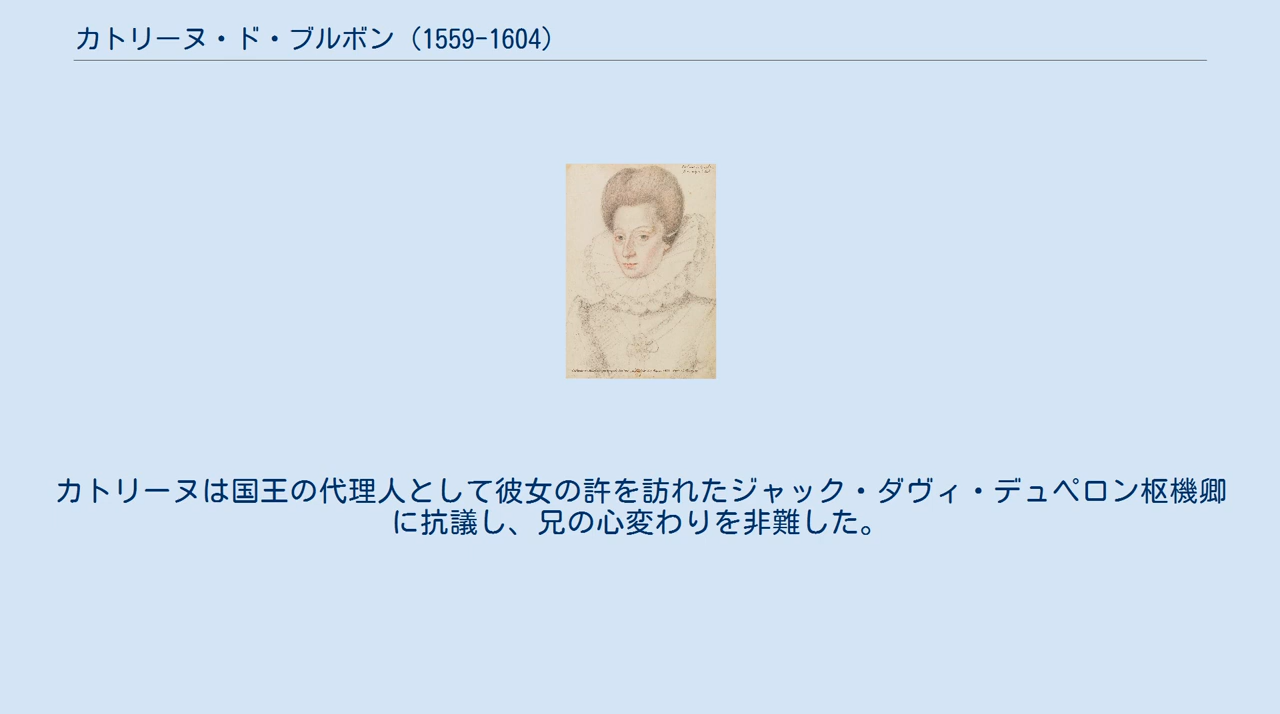 カトリーヌ・ド・ブルボン（1559-1604）
カトリーヌは国王の代理人として彼女の許を訪れたジャック・ダヴィ・デュペロン枢機卿
に抗議し、兄の心変わりを非難した。